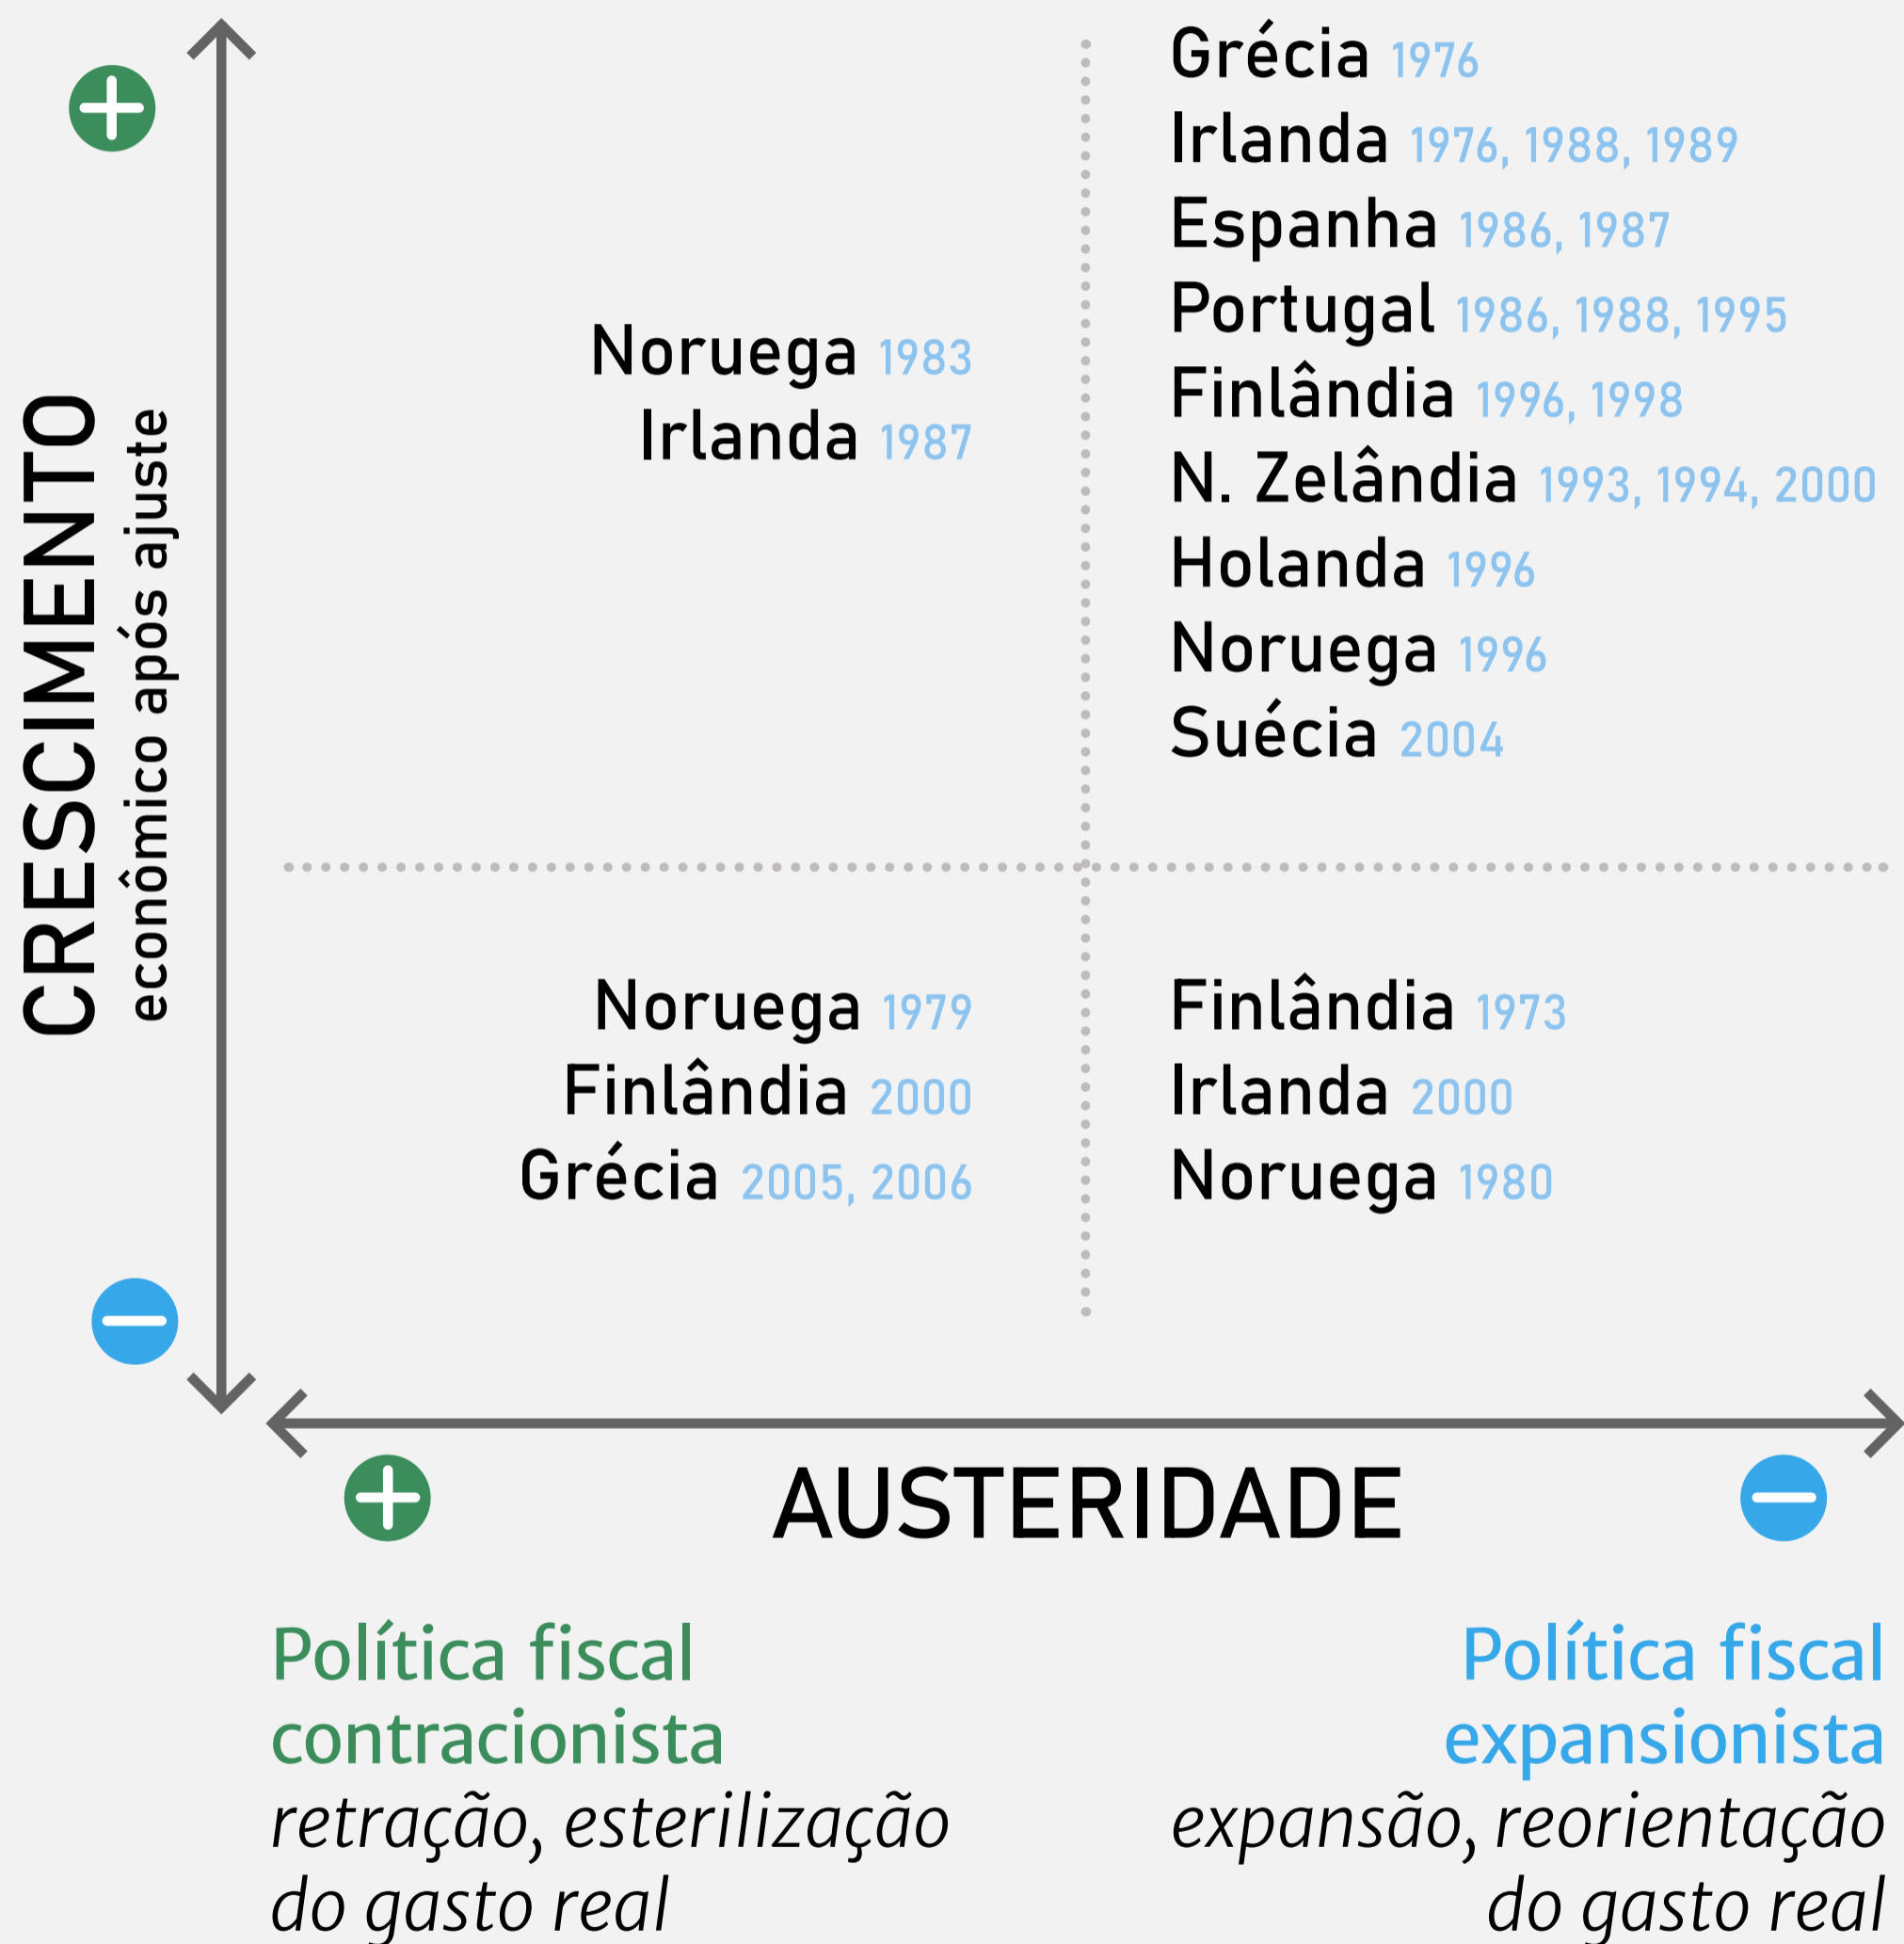 CRESCIMENTO
econômico após ajuste
Noruega 1983
Irlanda 1987
Grécia 1976
Irlanda 1976, 1988, 1989
Espanha 1986, 1987
Portugal 1986, 1988, 1995
Finlândia 1996, 1998
N. Zelândia 1993, 1994, 2000
Holanda 1996
Noruega 1996
Suécia 2004
Noruega 1979
Finlândia 2000
Grécia 2005, 2006
Finlândia 1973
Irlanda 2000
Noruega 1980
AUSTERIDADE
Política fiscal
contracionista
retração, esterilização
do gasto real
Política fiscal
expansionista
expansão, reorientação
do gasto real